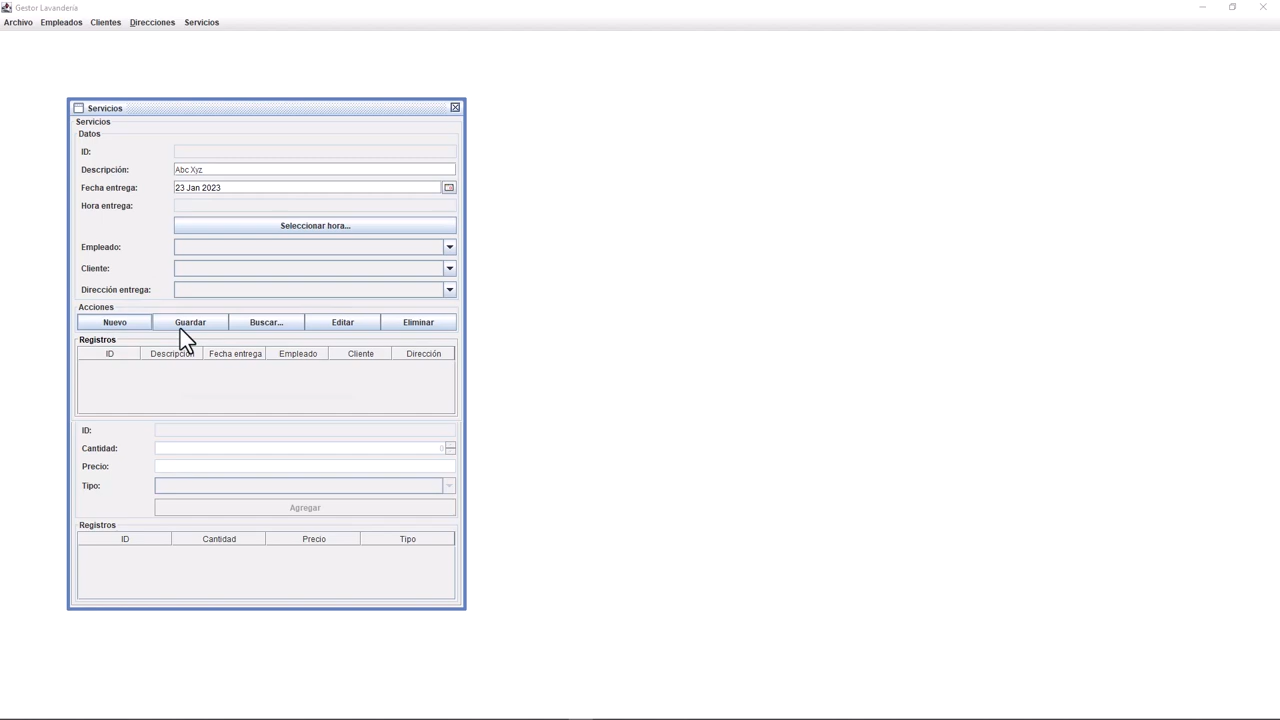 Gestor Lavandería
Archivo Empleados Clientes Direcciones Servicios
Servicios
Servicios
Datos
ID:
Descripción: Abc Xyz
Fecha entrega: 23 Jan 2023
Hora entrega:
Seleccionar hora...
Empleado:
Cliente:
Dirección entrega:
Acciones
Nuevo Guardar Buscar... Editar Eliminar
Registros
ID Descripción Fecha entrega Empleado Cliente Dirección
ID:
Cantidad: 0
Precio:
Tipo:
Agregar
Registros
ID Cantidad Precio Tipo